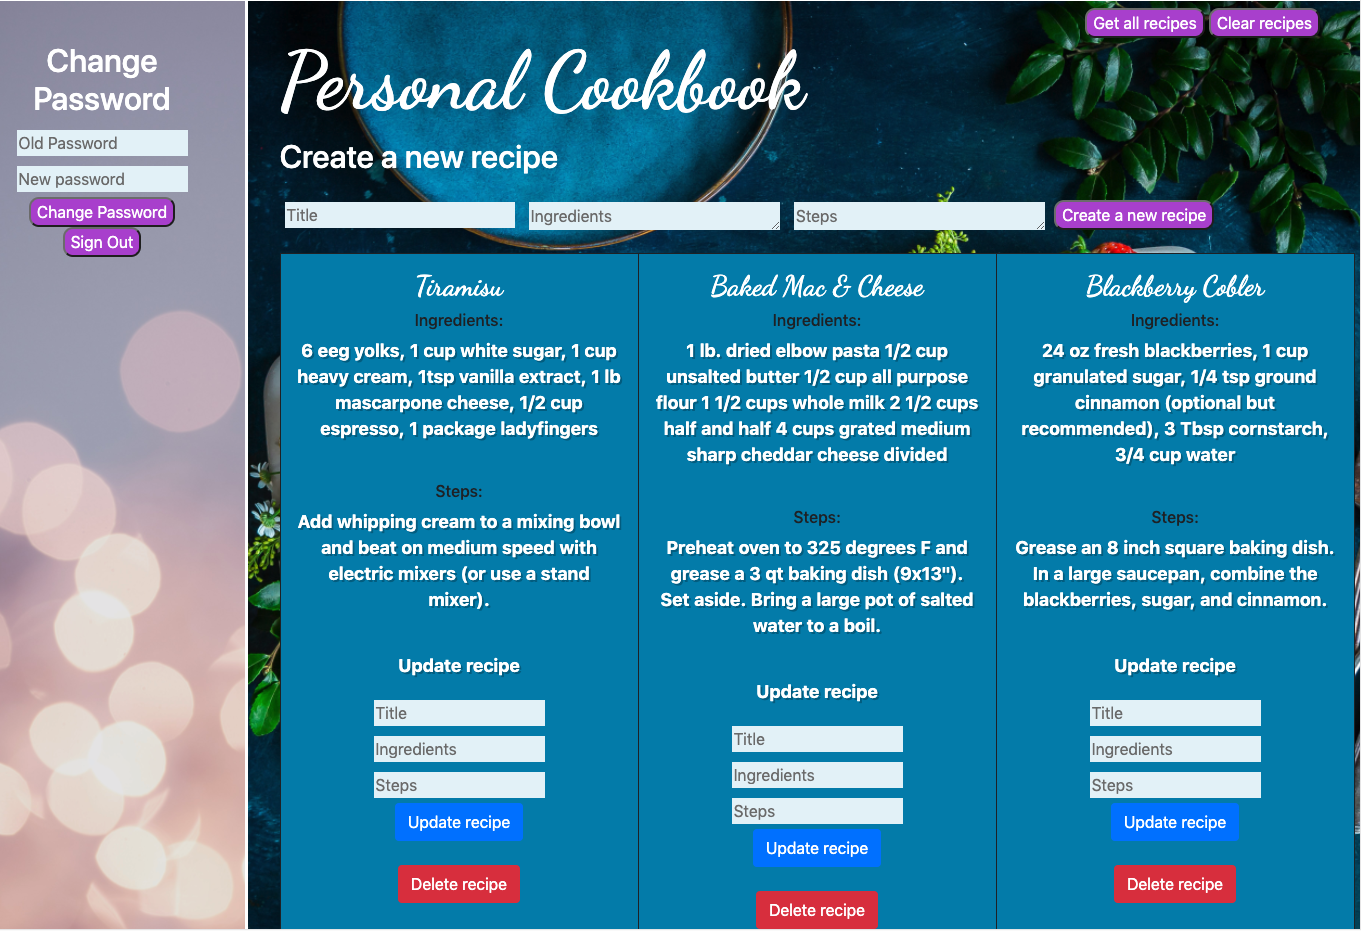 Change
Password
Old Password
New password
Change Password
Sign Out
Get all recipes
Clear recipes
Personal Cookbook
Create a new recipe
Title
Ingredients
Steps
Create a new recipe
Tiramisu
Ingredients:
6 eeg yolks, 1 cup white sugar, 1 cup
heavy cream, 1tsp vanilla extract, 1 lb
mascarpone cheese, 1/2 cup
espresso, 1 package ladyfingers
Steps:
Add whipping cream to a mixing bowl
and beat on medium speed with
electric mixers (or use a stand
mixer).
Update recipe
Title
Ingredients
Steps
Update recipe
Delete recipe
Baked Mac & Cheese
Ingredients:
1 lb. dried elbow pasta 1/2 cup
unsalted butter 1/2 cup all purpose
flour 1 1/2 cups whole milk 2 1/2 cups
half and half 4 cups grated medium
sharp cheddar cheese divided
Steps:
Preheat oven to 325 degrees F and
grease a 3 qt baking dish (9x13").
Set aside. Bring a large pot of salted
water to a boil.
Update recipe
Title
Ingredients
Steps
Update recipe
Delete recipe
Blackberry Cobler
Ingredients:
24 oz fresh blackberries, 1 cup
granulated sugar, 1/4 tsp ground
cinnamon (optional but
recommended), 3 Tbsp cornstarch,
3/4 cup water
Steps:
Grease an 8 inch square baking dish.
In a large saucepan, combine the
blackberries, sugar, and cinnamon.
Update recipe
Title
Ingredients
Steps
Update recipe
Delete recipe